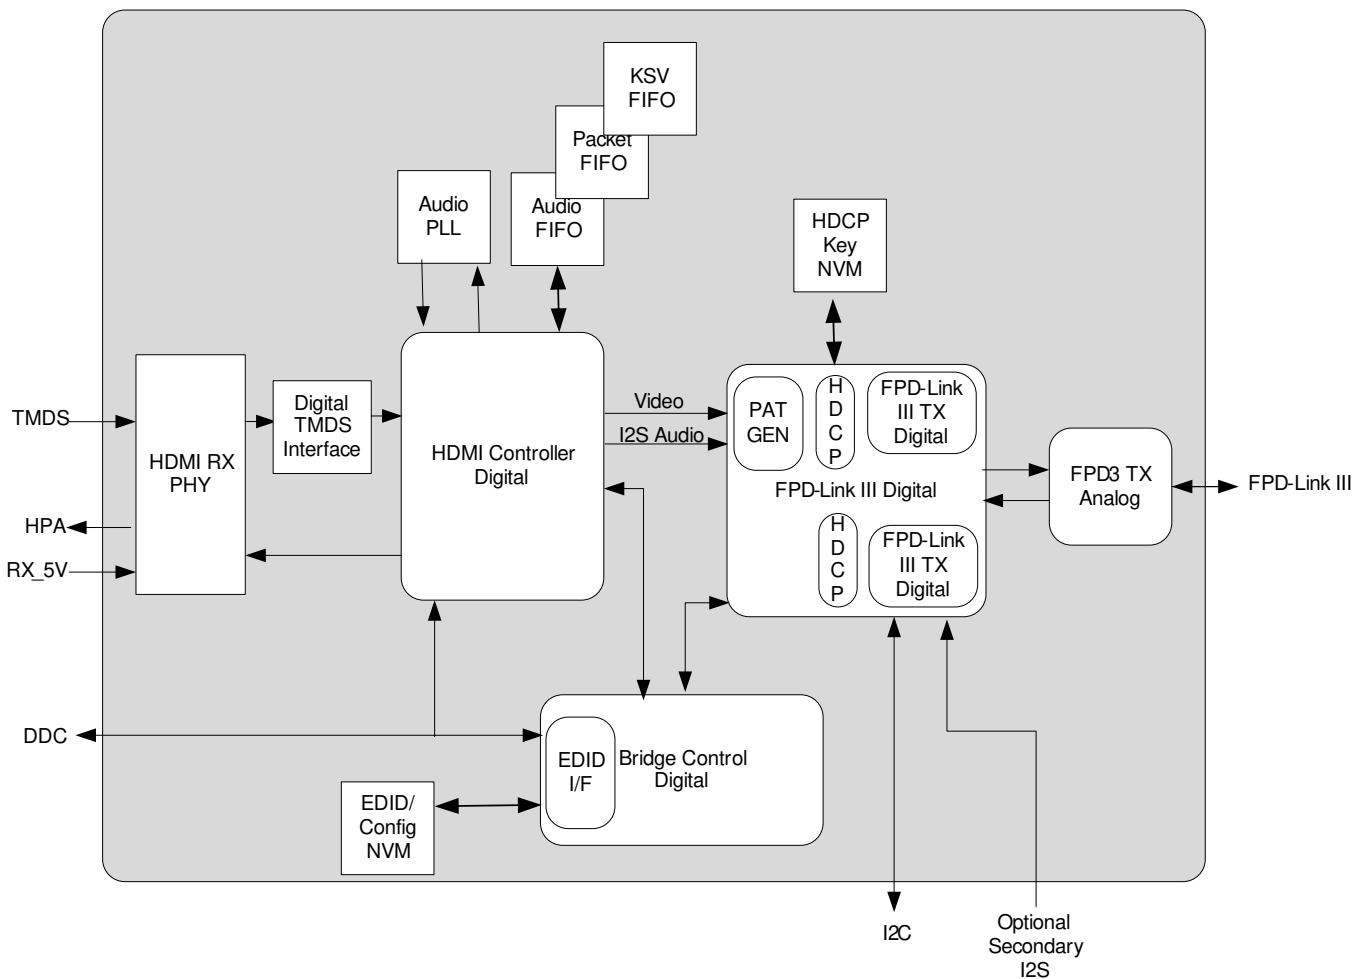 KSV
FIFO
Packet
FIFO
Audio
PLL
Audio
FIFO
HDCP
Key
NVM
TMDS
HDMI RX
PHY
HPA
RX_5V
Digital
TMDS
Interface
HDMI Controller
Digital
Video
I2S Audio
PAT
GEN
H
D
C
P
FPD-Link
III TX
Digital
FPD-Link III Digital
H
D
C
P
FPD-Link
III TX
Digital
FPD3 TX
Analog
FPD-Link III
DDC
EDID
I/F
Bridge Control
Digital
EDID/
Config
NVM
I2C
Optional
Secondary
I2S